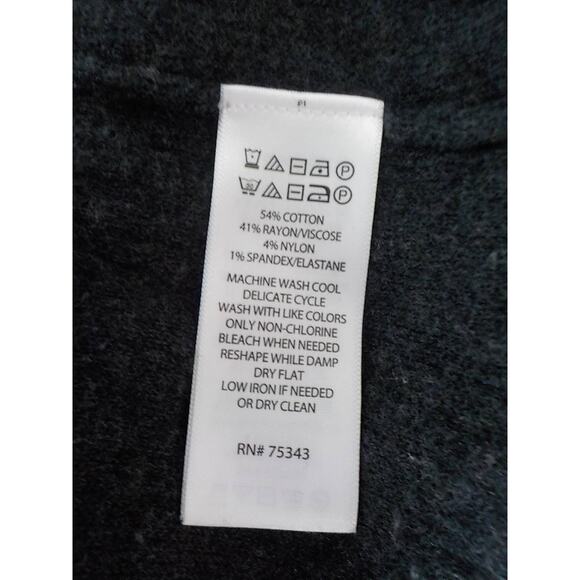 P P
30 P
54% COTTON
41% RAYON/VISCOSE
4% NYLON
1% SPANDEX/ELASTANE
MACHINE WASH COOL
DELICATE CYCLE
WASH WITH LIKE COLORS
ONLY NON-CHLORINE
BLEACH WHEN NEEDED
RESHAPE WHILE DAMP
DRY FLAT
LOW IRON IF NEEDED
OR DRY CLEAN
RN# 75343